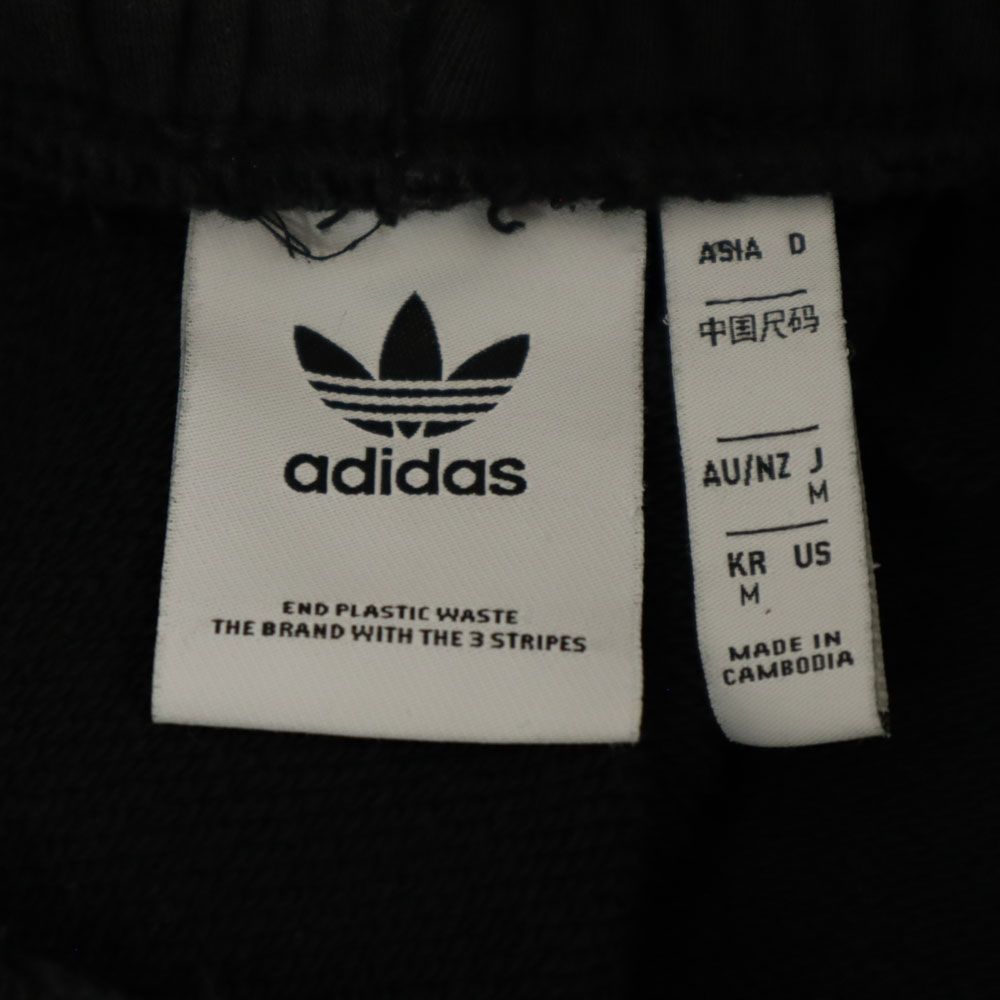 adidas
END PLASTIC WASTE
THE BRAND WITH THE 3 STRIPES
ASIA D
中国尺码
AU/NZ J
M
KR US
M
MADE IN
CAMBODIA